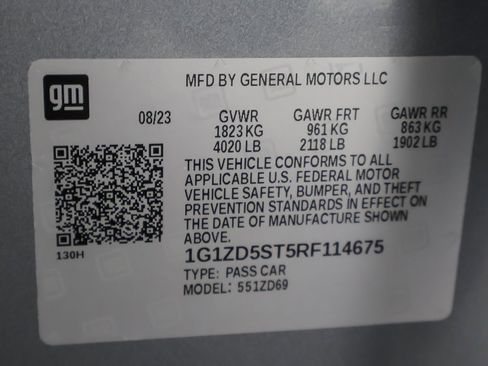 gm
MFD BY GENERAL MOTORS LLC
08/23 GVWR GAWR FRT GAWR RR
1823 KG 961 KG 863 KG
4020 LB 2118 LB 1902 LB
THIS VEHICLE CONFORMS TO ALL
APPLICABLE U.S. FEDERAL MOTOR
VEHICLE SAFETY, BUMPER, AND THEFT
PREVENTION STANDARDS IN EFFECT ON
THE DATE OF MANUFACTURE SHOWN
ABOVE.
130H
1G1ZD5ST5RF114675
TYPE: PASS CAR
MODEL: 551ZD69